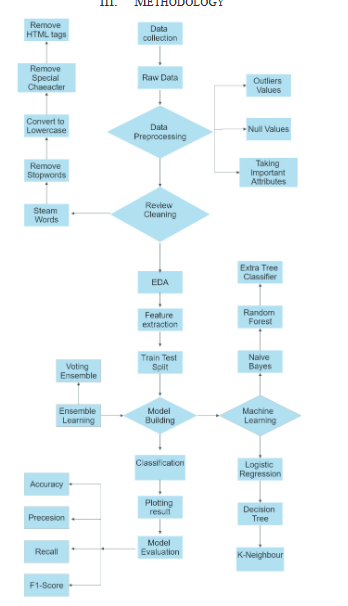 III. METHODOLOGY
Remove
HTML tags
Data
collection
Remove
Special
Chaeacter
Raw Data
Outliers
Values
Convert to
Lowercase
Data
Preprocessing
Null Values
Remove
Stopwords
Taking
Important
Attributes
Steam
Words
Review
Cleaning
EDA
Extra Tree
Classifier
Feature
extraction
Random
Forest
Voting
Ensemble
Train Test
Split
Naive
Bayes
Ensemble
Learning
Model
Building
Machine
Learning
Classification
Logistic
Regression
Accuracy
Plotting
result
Decision
Tree
Precesion
Recall
Model
Evaluation
K-Neighbour
F1-Score